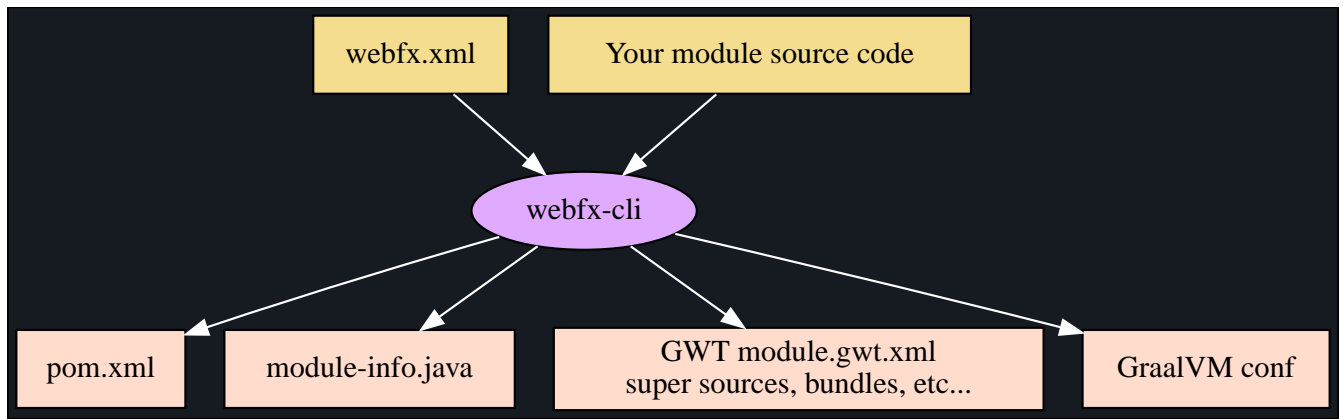 webfx.xml
Your module source code
webfx-cli
pom.xml
module-info.java
GWT module.gwt.xml
super sources, bundles, etc...
GraalVM conf